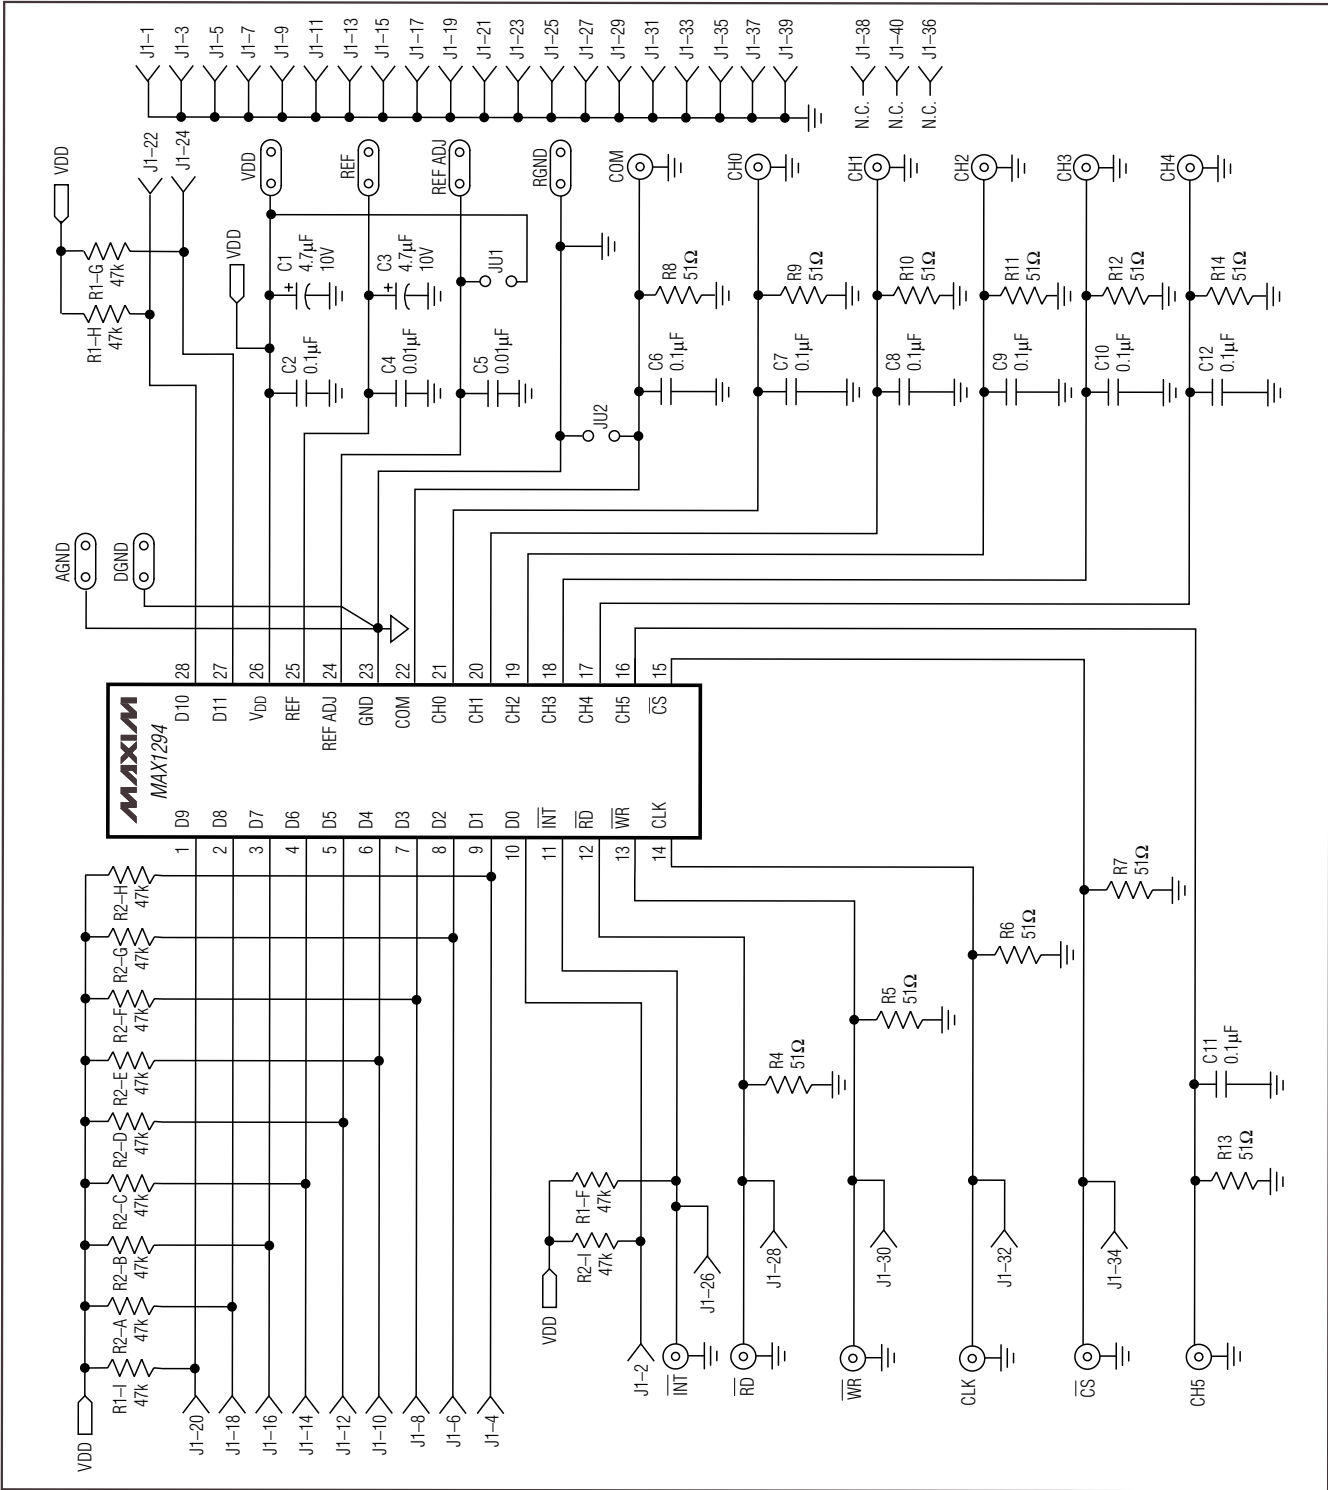 J1–1
J1–3
J1–5
J1–7
J1–9
J1–11
J1–13
J1–15
J1–17
J1–19
J1–21
J1–23
J1–25
J1–27
J1–29
J1–31
J1–33
J1–35
J1–37
J1–39
J1–38
J1–40
J1–36
N.C.
N.C.
N.C.
VDD
J1–22
J1–24
R1–G
47k
R1–H
47k
VDD
REF
REF ADJ
RGND
COM
CH0
CH1
CH2
CH3
CH4
VDD
C1
4.7µF
10V
C3
4.7µF
10V
JU1
R8
51Ω
R9
51Ω
R10
51Ω
R11
51Ω
R12
51Ω
R14
51Ω
C2
0.1µF
C4
0.01µF
C5
0.01µF
JU2
C6
0.1µF
C7
0.1µF
C8
0.1µF
C9
0.1µF
C10
0.1µF
C12
0.1µF
AGND
DGND
28
27
26
25
24
23
22
21
20
19
18
17
16
15
D10
D11
VDD
REF
REF ADJ
GND
COM
CH0
CH1
CH2
CH3
CH4
CH5
C̅S̅
MAXIM
MAX1294
D9
D8
D7
D6
D5
D4
D3
D2
D1
D0
I̅N̅T̅
R̅D̅
W̅R̅
CLK
1
2
3
4
5
6
7
8
9
10
11
12
13
14
R2–H
47k
R2–G
47k
R2–F
47k
R2–E
47k
R2–D
47k
R2–C
47k
R2–B
47k
R2–A
47k
R1–I
47k
VDD
J1–20
J1–18
J1–16
J1–14
J1–12
J1–10
J1–8
J1–6
J1–4
R7
51Ω
R6
51Ω
R5
51Ω
R4
51Ω
C11
0.1µF
R13
51Ω
R1–F
47k
R2–I
47k
VDD
J1–26
J1–28
J1–30
J1–32
J1–34
J1–2
I̅N̅T̅
R̅D̅
W̅R̅
CLK
C̅S̅
CH5